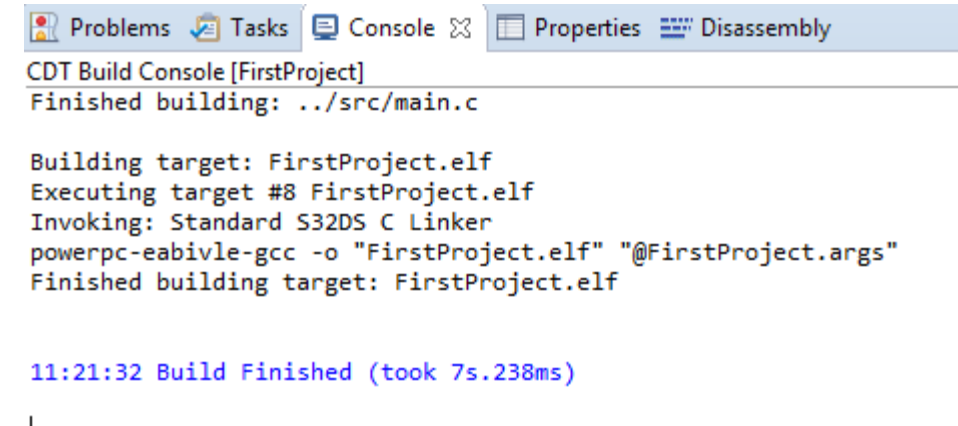 Problems Tasks Console Properties Disassembly
CDT Build Console [FirstProject]
Finished building: ../src/main.c
Building target: FirstProject.elf
Executing target #8 FirstProject.elf
Invoking: Standard S32DS C Linker
powerpc-eabivle-gcc -o "FirstProject.elf" "@FirstProject.args"
Finished building target: FirstProject.elf
11:21:32 Build Finished (took 7s.238ms)